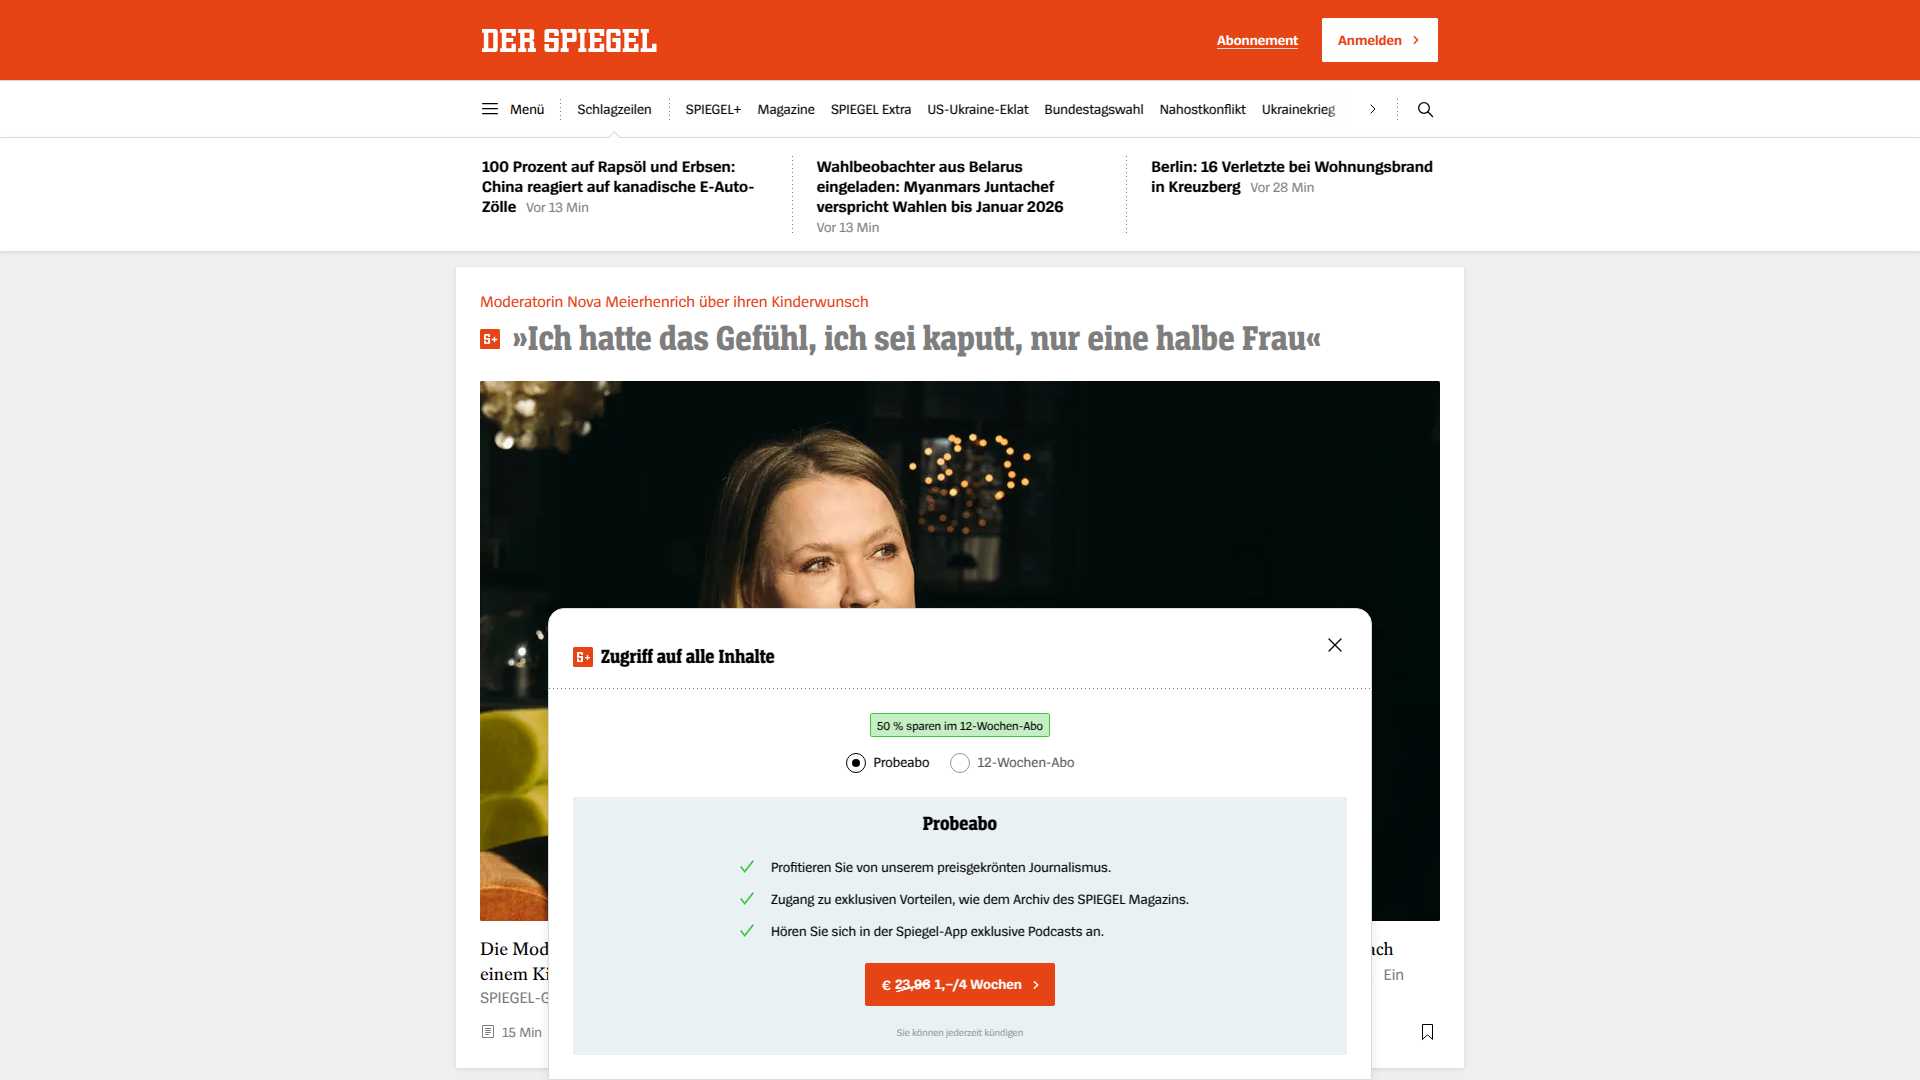 DER SPIEGEL
Abonnement
Anmelden
Menü
Schlagzeilen
SPIEGEL+
Magazine
SPIEGEL Extra
US-Ukraine-Eklat
Bundestagswahl
Nahostkonflikt
Ukrainekrieg
100 Prozent auf Rapsöl und Erbsen:
China reagiert auf kanadische E-Auto-
Zölle Vor 13 Min
Wahlbeobachter aus Belarus
eingeladen: Myanmars Juntachef
verspricht Wahlen bis Januar 2026
Vor 13 Min
Berlin: 16 Verletzte bei Wohnungsbrand
in Kreuzberg Vor 28 Min
Moderatorin Nova Meierhenrich über ihren Kinderwunsch
S+ »Ich hatte das Gefühl, ich sei kaputt, nur eine halbe Frau«
S+ Zugriff auf alle Inhalte
50 % sparen im 12-Wochen-Abo
Probeabo
12-Wochen-Abo
Probeabo
Profitieren Sie von unserem preisgekrönten Journalismus.
Zugang zu exklusiven Vorteilen, wie dem Archiv des SPIEGEL Magazins.
Hören Sie sich in der Spiegel-App exklusive Podcasts an.
€ 23,96 1,–/4 Wochen
Sie können jederzeit kündigen
Die Mod
einem Ki
Ein
SPIEGEL-G
15 Min